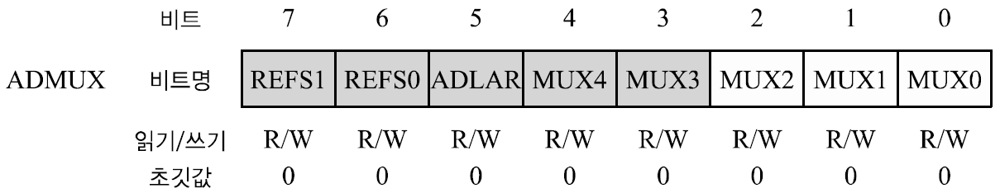 비트 7 6 5 4 3 2 1 0
ADMUX 비트명 REFS1 REFS0 ADLAR MUX4 MUX3 MUX2 MUX1 MUX0
읽기/쓰기 R/W R/W R/W R/W R/W R/W R/W R/W
초깃값 0 0 0 0 0 0 0 0